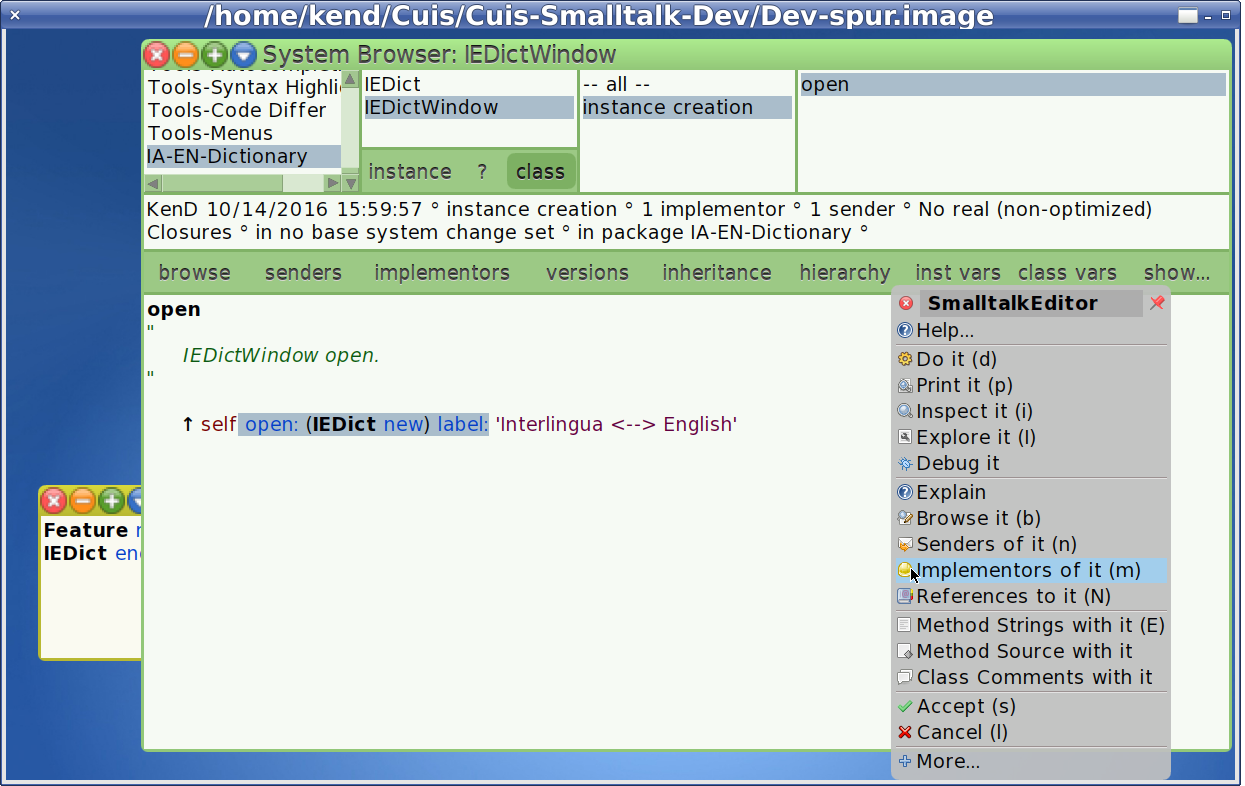 /home/kend/Cuis/Cuis-Smalltalk-Dev/Dev-spur.image
System Browser: IEDictWindow
Tools-Syntax Highli
Tools-Code Differ
Tools-Menus
IA-EN-Dictionary
IEDict
IEDictWindow
instance ? class
-- all --
instance creation
open
KenD 10/14/2016 15:59:57 ° instance creation ° 1 implementor ° 1 sender ° No real (non-optimized)
Closures ° in no base system change set ° in package IA-EN-Dictionary °
browse senders implementors versions inheritance hierarchy inst vars class vars show...
open
"
IEDictWindow open.
"
↑ self open: (IEDict new) label: 'Interlingua <--> English'
Feature
IEDict en
SmalltalkEditor
Help...
Do it (d)
Print it (p)
Inspect it (i)
Explore it (I)
Debug it
Explain
Browse it (b)
Senders of it (n)
Implementors of it (m)
References to it (N)
Method Strings with it (E)
Method Source with it
Class Comments with it
Accept (s)
Cancel (l)
More...